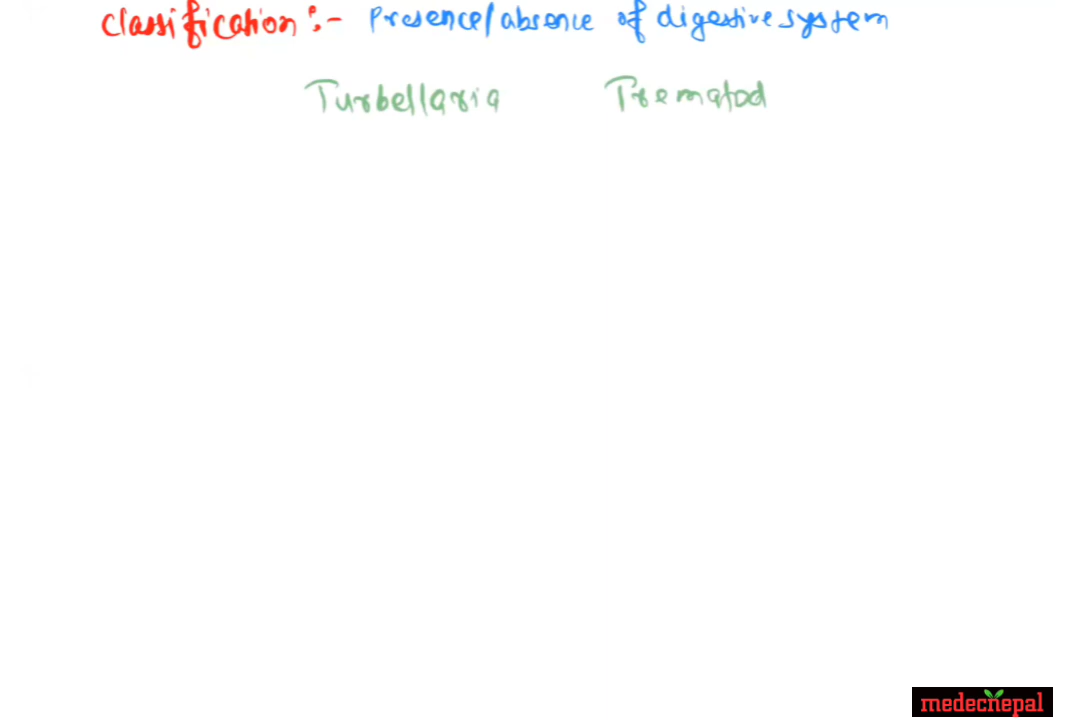 Classification :- Presence/absence of digestive system
Turbellaria Trematod
medecnepal